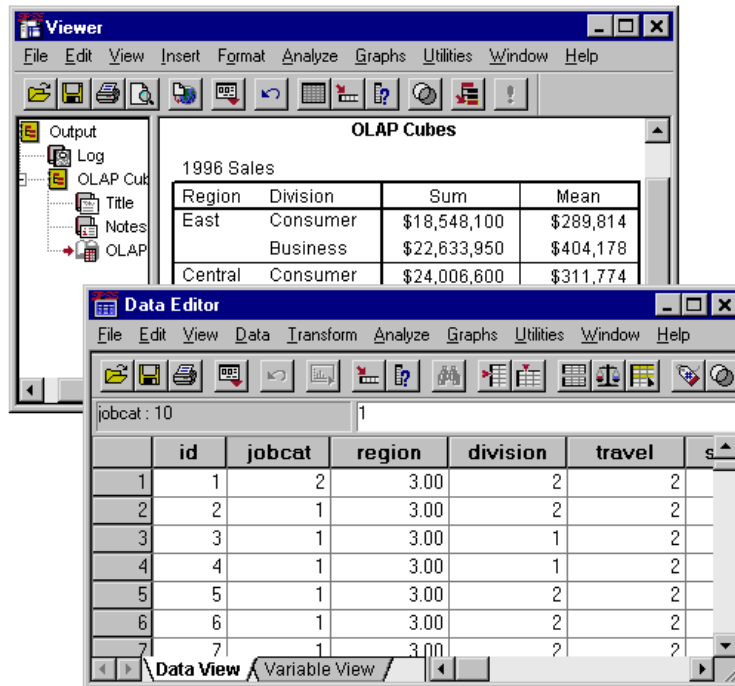 Viewer
File Edit View Insert Format Analyze Graphs Utilities Window Help
Output
Log
OLAP Cub
Title
Notes
OLAP
OLAP Cubes
1996 Sales
Region Division Sum Mean
East Consumer $18,548,100 $289,814
Business $22,633,950 $404,178
Central Consumer $24,006,600 $311,774
Data Editor
File Edit View Data Transform Analyze Graphs Utilities Window Help
jobcat : 10 1
id jobcat region division travel s
1 1 2 3.00 2 2
2 2 1 3.00 2 2
3 3 1 3.00 1 2
4 4 1 3.00 1 2
5 5 1 3.00 2 2
6 6 1 3.00 2 2
7 7 1 3.00 2 2
Data View Variable View